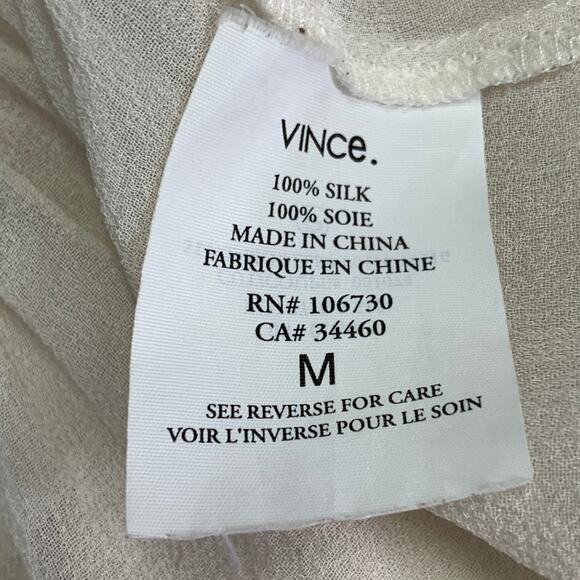 VINce.
100% SILK
100% SOIE
MADE IN CHINA
FABRIQUE EN CHINE
RN# 106730
CA# 34460
M
SEE REVERSE FOR CARE
VOIR L'INVERSE POUR LE SOIN